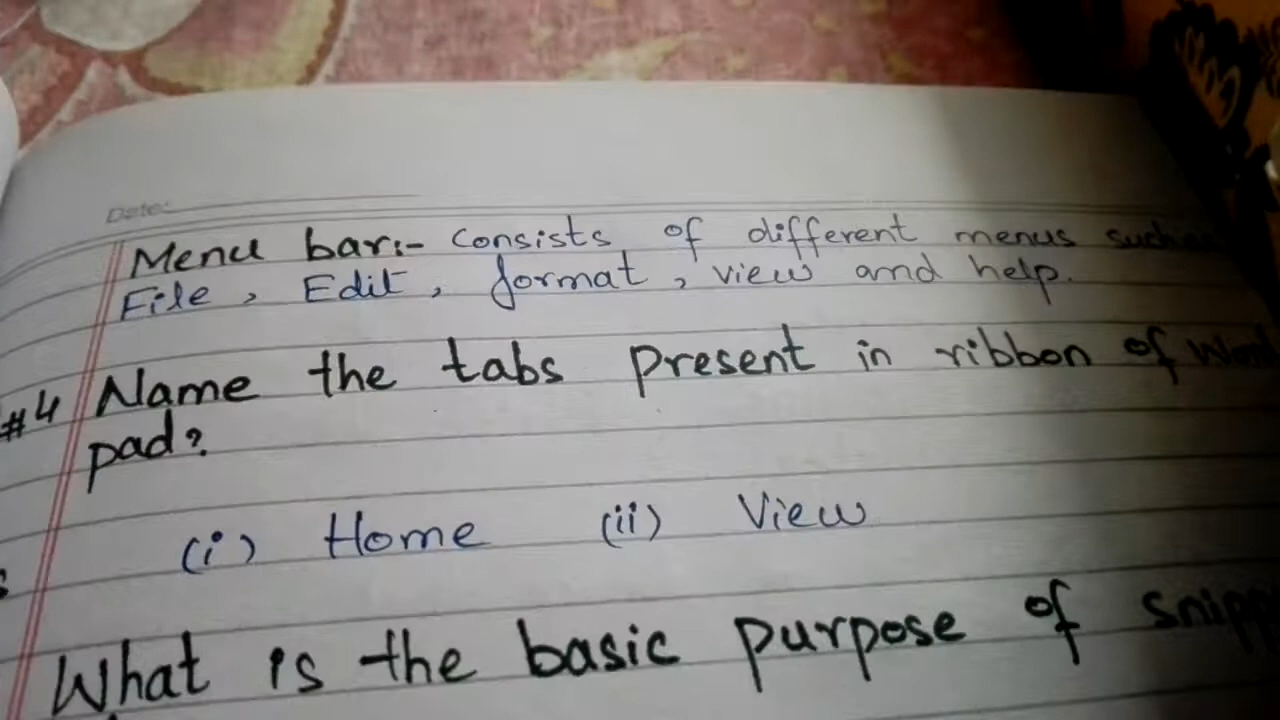 Date:
Menu bar:- Consists of different menus such as
File, Edit, format, view and help.
#4 Name the tabs present in ribbon of
pad?
(i) Home (ii) View
What is the basic purpose of